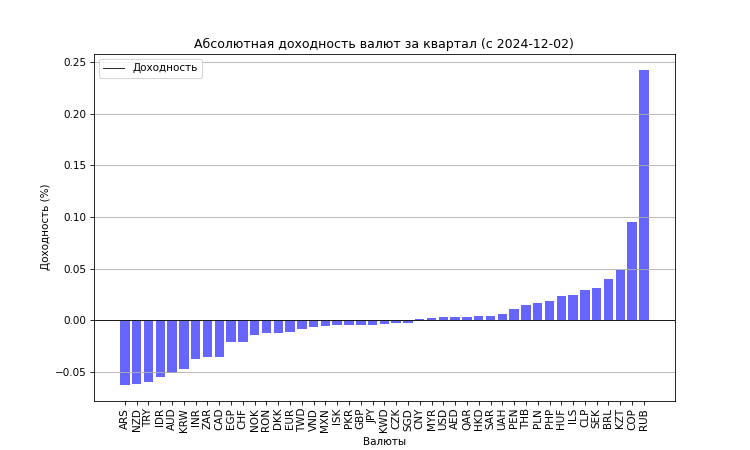 Абсолютная доходность валют за квартал (с 2024-12-02)
Доходность
0.25
0.20
0.15
0.10
0.05
0.00
−0.05
Доходность (%)
ARS NZD TRY IDR AUD KRW INR ZAR CAD EGP CHF NOK RON DKK EUR TWD VND MXN ISK PKR GBP JPY KWD CZK SGD CNY MYR USD AED QAR HKD SAR UAH PEN THB PLN PHP HUF ILS CLP SEK BRL KZT COP RUB
Валюты